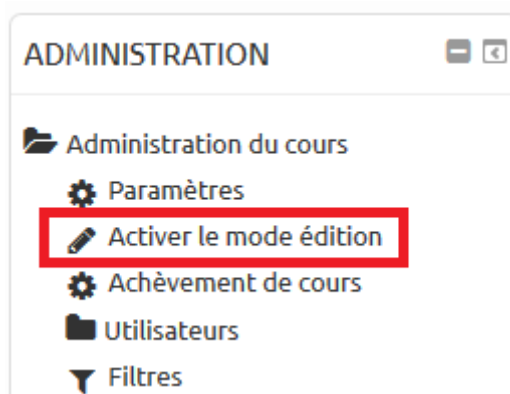 ADMINISTRATION
Administration du cours
Paramètres
Activer le mode édition
Achèvement de cours
Utilisateurs
Filtres